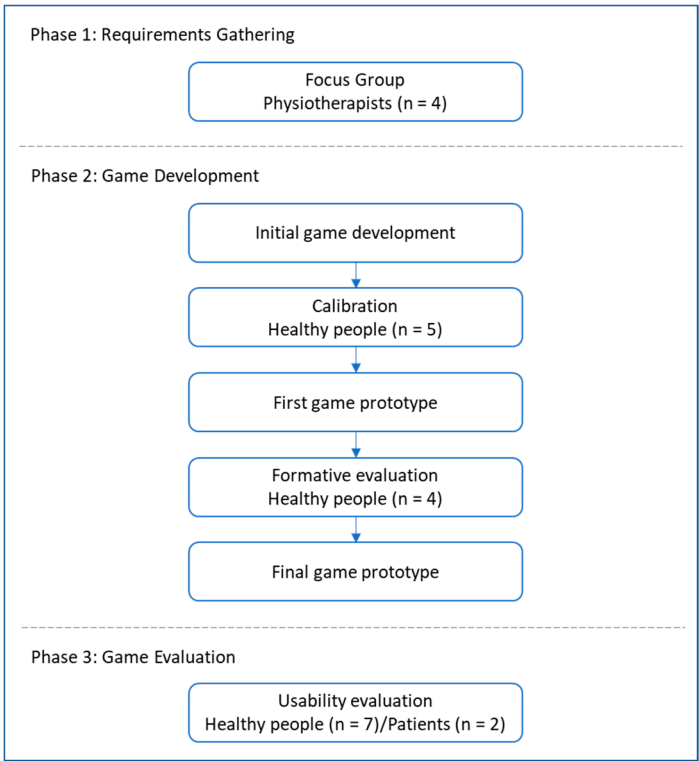 Phase 1: Requirements Gathering
Focus Group
Physiotherapists (n = 4)
Phase 2: Game Development
Initial game development
Calibration
Healthy people (n = 5)
First game prototype
Formative evaluation
Healthy people (n = 4)
Final game prototype
Phase 3: Game Evaluation
Usability evaluation
Healthy people (n = 7)/Patients (n = 2)